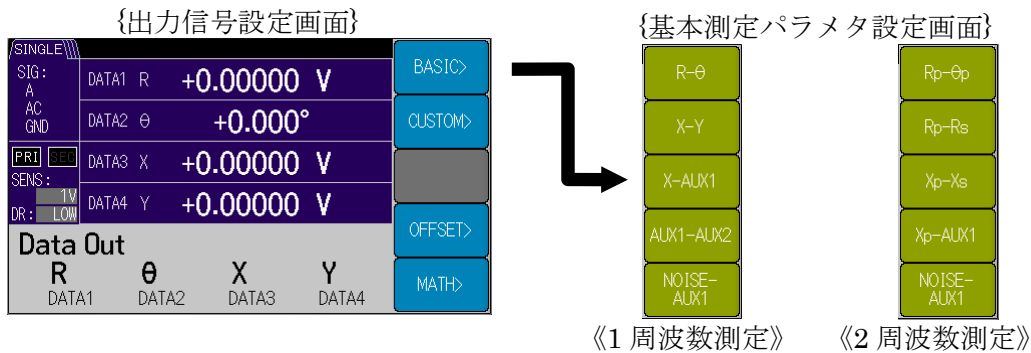 {出力信号設定画面}
SINGLE
SIG:
A
AC
GND
PRI SEC
SENS:
1V
DR: LOW
DATA1 R +0.00000 V
DATA2 θ +0.000°
DATA3 X +0.00000 V
DATA4 Y +0.00000 V
Data Out
R θ X Y
DATA1 DATA2 DATA3 DATA4
BASIC>
CUSTOM>
OFFSET>
MATH>
{基本測定パラメタ設定画面}
R-θ
X-Y
X-AUX1
AUX1-AUX2
NOISE-
AUX1
《1 周波数測定》
Rp-θp
Rp-Rs
Xp-Xs
Xp-AUX1
NOISE-
AUX1
《2 周波数測定》